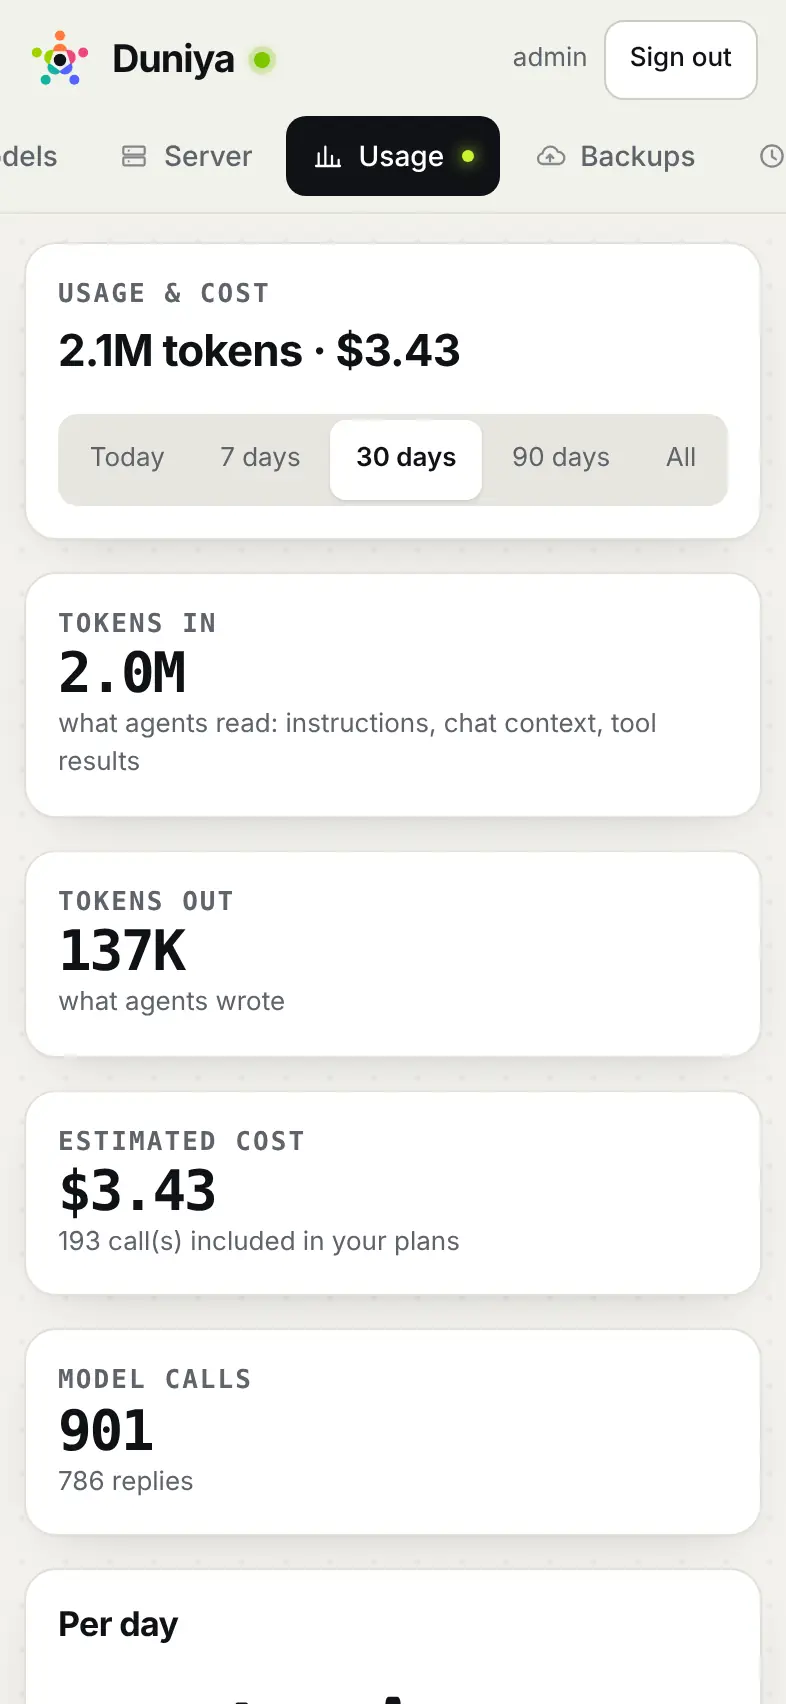 Duniya
admin
Sign out
dels
Server
Usage
Backups
USAGE & COST
2.1M tokens · $3.43
Today
7 days
30 days
90 days
All
TOKENS IN
2.0M
what agents read: instructions, chat context, tool
results
TOKENS OUT
137K
what agents wrote
ESTIMATED COST
$3.43
193 call(s) included in your plans
MODEL CALLS
901
786 replies
Per day